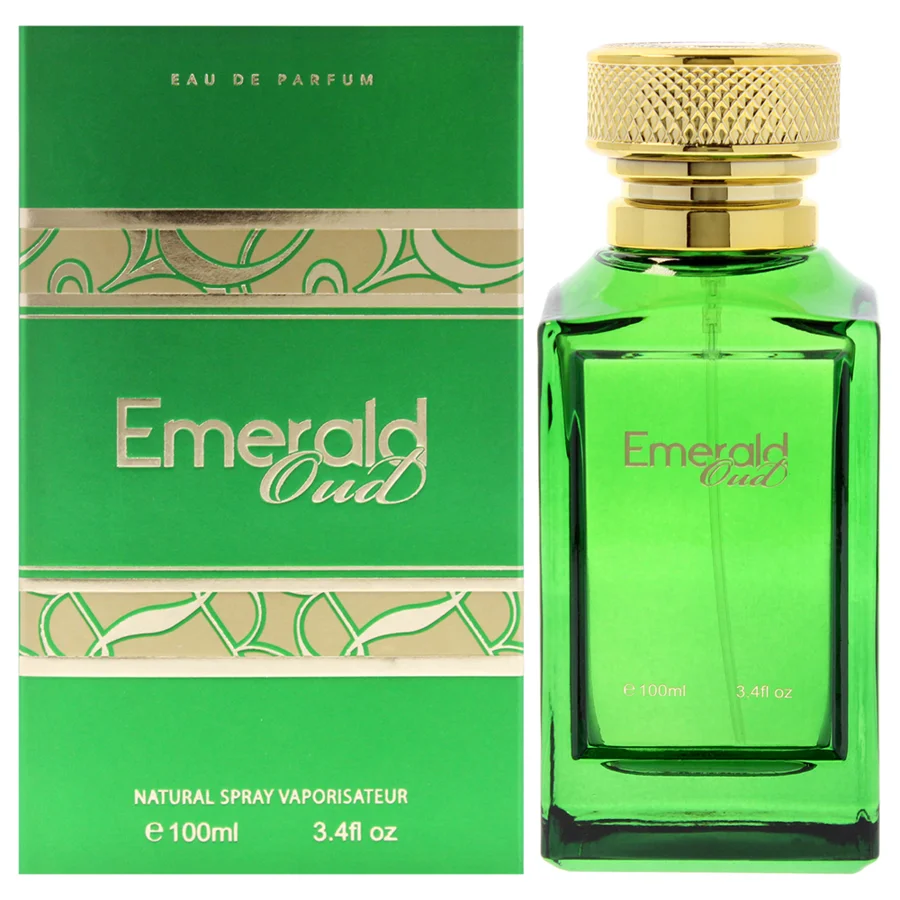 EAU DE PARFUM
Emerald
Oud
NATURAL SPRAY VAPORISATEUR
℮100ml 3.4fl oz
Emerald
Oud
℮100ml 3.4fl oz